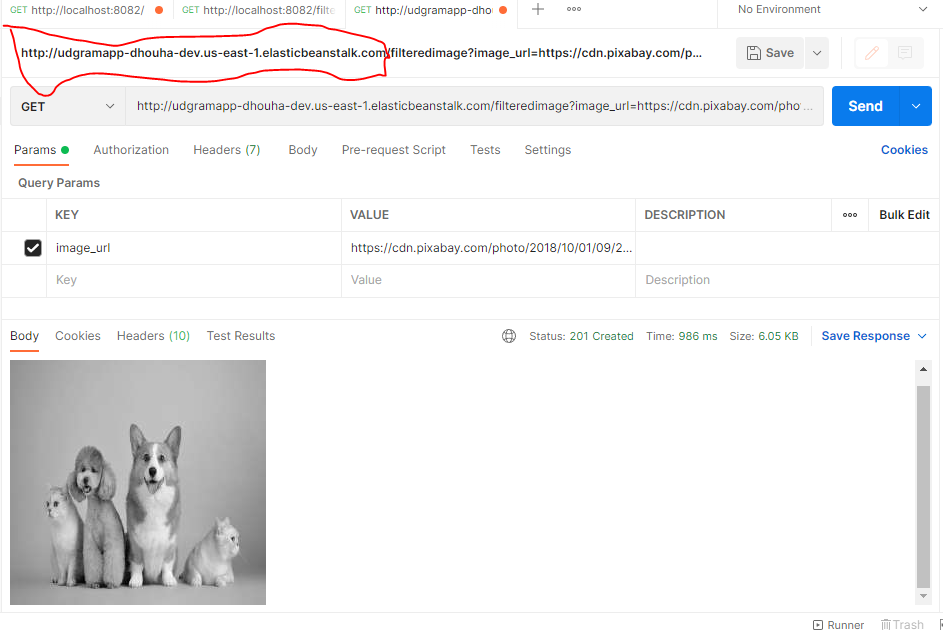 GET http://localhost:8082/ GET http://localhost:8082/filte GET http://udgramapp-dho No Environment
http://udgramapp-dhouha-dev.us-east-1.elasticbeanstalk.com/filteredimage?image_url=https://cdn.pixabay.com/p... Save
GET http://udgramapp-dhouha-dev.us-east-1.elasticbeanstalk.com/filteredimage?image_url=https://cdn.pixabay.com/pho... Send
Params Authorization Headers (7) Body Pre-request Script Tests Settings Cookies
Query Params
KEY VALUE DESCRIPTION Bulk Edit
image_url https://cdn.pixabay.com/photo/2018/10/01/09/2...
Key Value Description
Body Cookies Headers (10) Test Results Status: 201 Created Time: 986 ms Size: 6.05 KB Save Response
Runner Trash